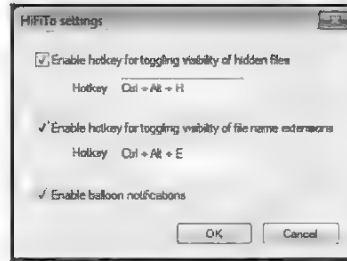 HiFiTo settings
Enable hotkey for toggling visibility of hidden files
Hotkey Ctrl + Alt + H
Enable hotkey for toggling visibility of file name extensions
Hotkey Ctrl + Alt + E
Enable balloon notifications
OK Cancel